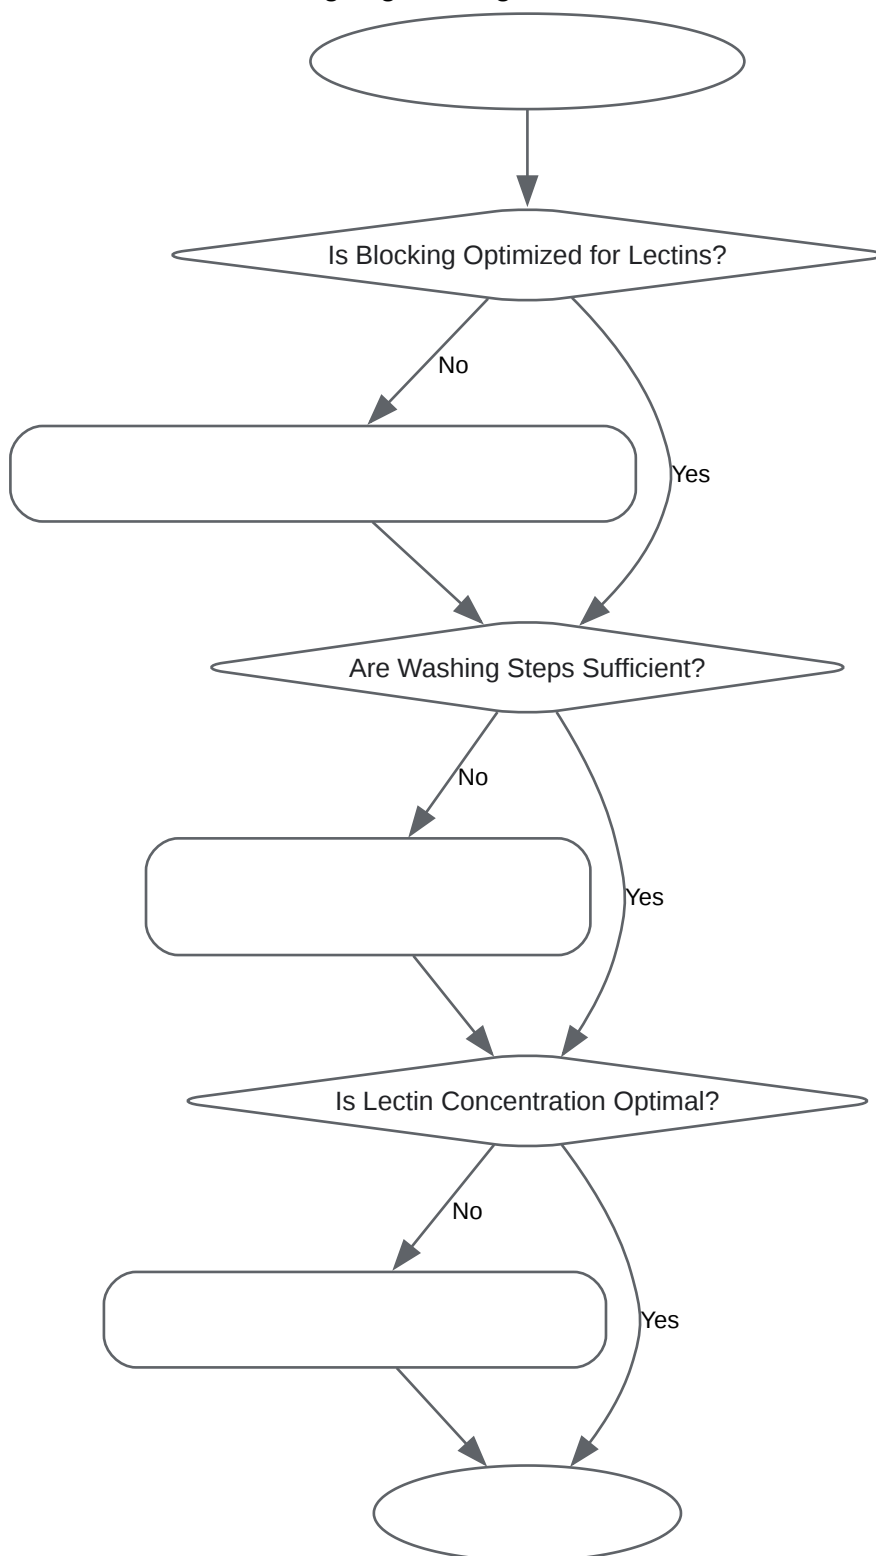 Is Blocking Optimized for Lectins?
No
Yes
Are Washing Steps Sufficient?
No
Yes
Is Lectin Concentration Optimal?
No
Yes